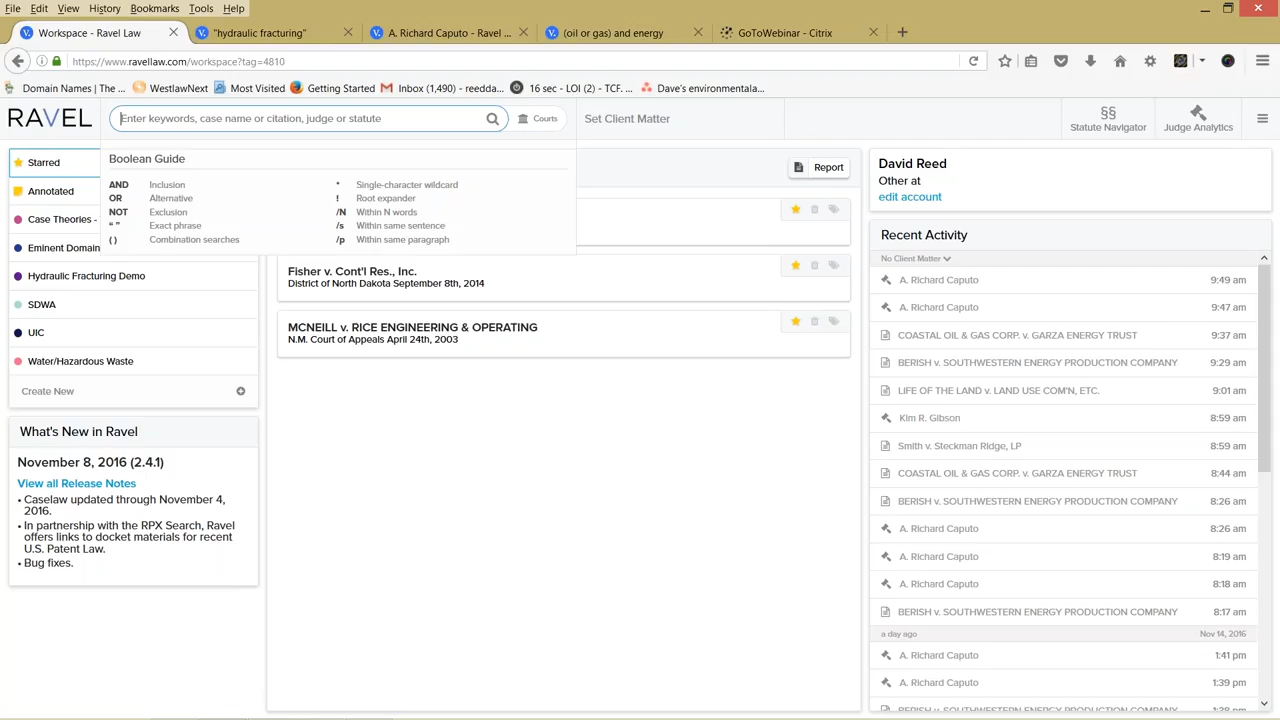 File Edit View History Bookmarks Tools Help
Workspace - Ravel Law
"hydraulic fracturing"
A. Richard Caputo - Ravel ...
(oil or gas) and energy
GoToWebinar - Citrix
https://www.ravellaw.com/workspace?tag=4810
Domain Names | The ...
WestlawNext
Most Visited
Getting Started
Inbox (1,490) - reedda...
16 sec - LOI (2) - TCF. ...
Dave's environmenta...
RAVEL
Enter keywords, case name or citation, judge or statute
Courts
Set Client Matter
§§
Statute Navigator
Judge Analytics
Boolean Guide
AND Inclusion
OR Alternative
NOT Exclusion
“ ” Exact phrase
( ) Combination searches
* Single-character wildcard
! Root expander
/N Within N words
/s Within same sentence
/p Within same paragraph
Starred
Annotated
Case Theories -
Eminent Domain
Hydraulic Fracturing Demo
SDWA
UIC
Water/Hazardous Waste
Create New
What's New in Ravel
November 8, 2016 (2.4.1)
View all Release Notes
• Caselaw updated through November 4,
2016.
• In partnership with the RPX Search, Ravel
offers links to docket materials for recent
U.S. Patent Law.
• Bug fixes.
Report
Fisher v. Cont'l Res., Inc.
District of North Dakota September 8th, 2014
MCNEILL v. RICE ENGINEERING & OPERATING
N.M. Court of Appeals April 24th, 2003
David Reed
Other at
edit account
Recent Activity
No Client Matter
A. Richard Caputo 9:49 am
A. Richard Caputo 9:47 am
COASTAL OIL & GAS CORP. v. GARZA ENERGY TRUST 9:37 am
BERISH v. SOUTHWESTERN ENERGY PRODUCTION COMPANY 9:29 am
LIFE OF THE LAND v. LAND USE COM'N, ETC. 9:01 am
Kim R. Gibson 8:59 am
Smith v. Steckman Ridge, LP 8:59 am
COASTAL OIL & GAS CORP. v. GARZA ENERGY TRUST 8:44 am
BERISH v. SOUTHWESTERN ENERGY PRODUCTION COMPANY 8:26 am
A. Richard Caputo 8:26 am
A. Richard Caputo 8:19 am
A. Richard Caputo 8:18 am
BERISH v. SOUTHWESTERN ENERGY PRODUCTION COMPANY 8:17 am
a day ago Nov 14, 2016
A. Richard Caputo 1:41 pm
A. Richard Caputo 1:39 pm
BERISH v. SOUTHWESTERN ENERGY PRODUCTION COMPANY 1:38 pm